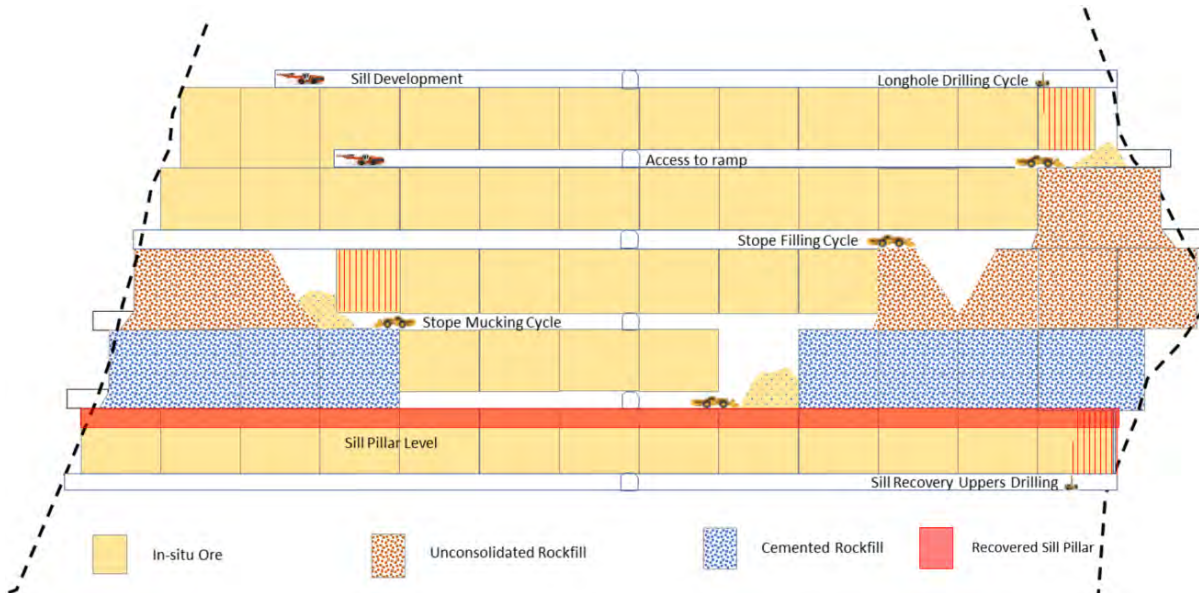 Sill Development
Longhole Drilling Cycle
Access to ramp
Stope Filling Cycle
Stope Mucking Cycle
Sill Pillar Level
Sill Recovery Uppers Drilling
In-situ Ore
Unconsolidated Rockfill
Cemented Rockfill
Recovered Sill Pillar